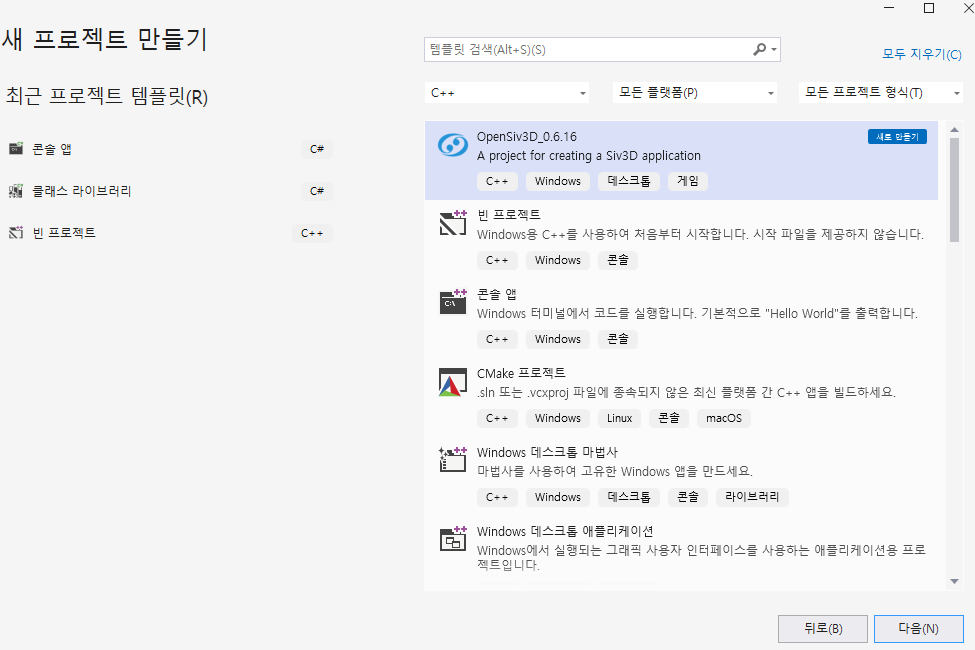 새 프로젝트 만들기
최근 프로젝트 템플릿(R)
콘솔 앱 C#
클래스 라이브러리 C#
빈 프로젝트 C++
템플릿 검색(Alt+S)(S)
모두 지우기(C)
C++ 모든 플랫폼(P) 모든 프로젝트 형식(T)
OpenSiv3D_0.6.16 새로 만들기
A project for creating a Siv3D application
C++ Windows 데스크톱 게임
빈 프로젝트
Windows용 C++를 사용하여 처음부터 시작합니다. 시작 파일을 제공하지 않습니다.
C++ Windows 콘솔
콘솔 앱
Windows 터미널에서 코드를 실행합니다. 기본적으로 "Hello World"를 출력합니다.
C++ Windows 콘솔
CMake 프로젝트
.sln 또는 .vcxproj 파일에 종속되지 않은 최신 플랫폼 간 C++ 앱을 빌드하세요.
C++ Windows Linux 콘솔 macOS
Windows 데스크톱 마법사
마법사를 사용하여 고유한 Windows 앱을 만드세요.
C++ Windows 데스크톱 콘솔 라이브러리
Windows 데스크톱 애플리케이션
Windows에서 실행되는 그래픽 사용자 인터페이스를 사용하는 애플리케이션용 프로
젝트입니다.
뒤로(B) 다음(N)